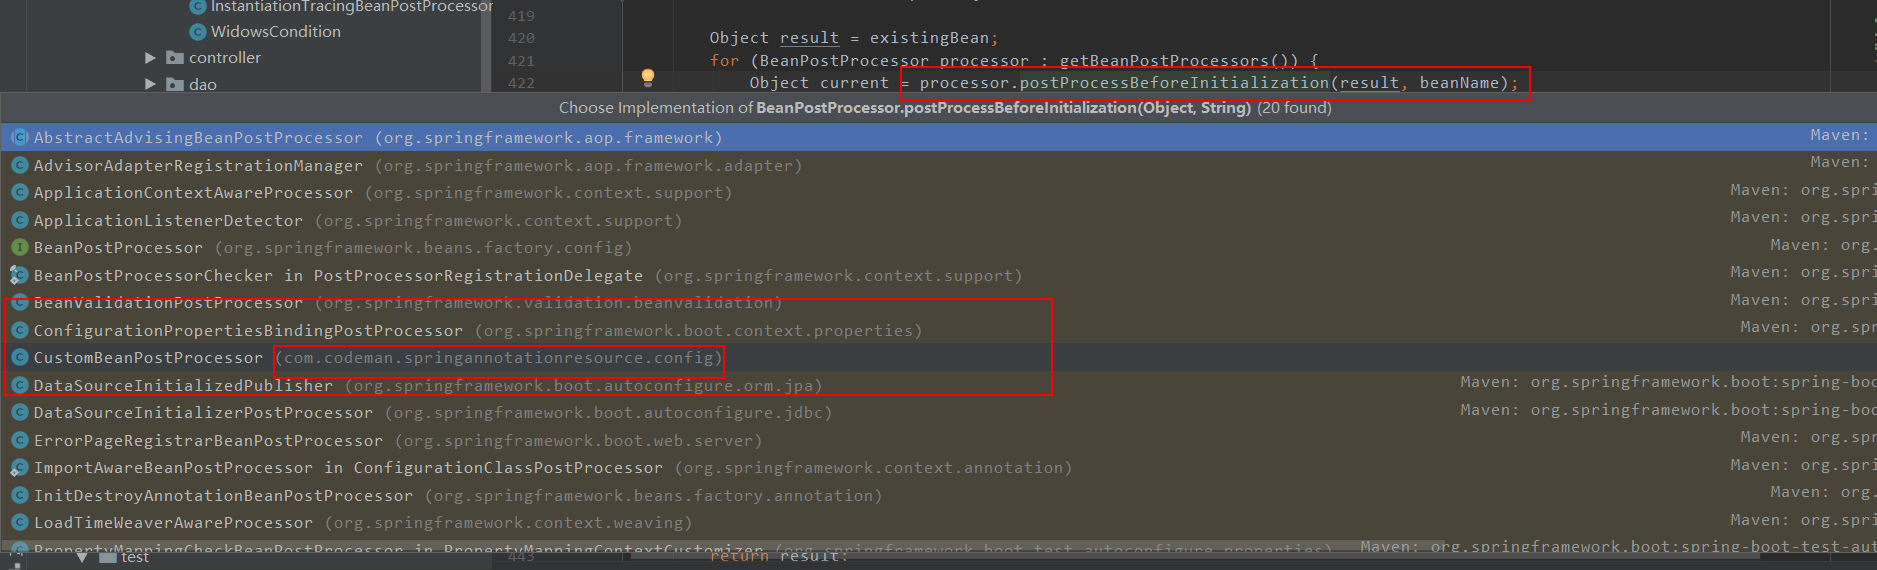 InstantiationTracingBeanPostProcessor
WidowsCondition
controller
dao
419
420 Object result = existingBean;
421 for (BeanPostProcessor processor : getBeanPostProcessors()) {
422 Object current = processor.postProcessBeforeInitialization(result, beanName);
Choose Implementation of BeanPostProcessor.postProcessBeforeInitialization(Object, String) (20 found)
AbstractAdvisingBeanPostProcessor (org.springframework.aop.framework) Maven:
AdvisorAdapterRegistrationManager (org.springframework.aop.framework.adapter) Maven:
ApplicationContextAwareProcessor (org.springframework.context.support) Maven: org.spri
ApplicationListenerDetector (org.springframework.context.support) Maven: org.spri
BeanPostProcessor (org.springframework.beans.factory.config) Maven: org.
BeanPostProcessorChecker in PostProcessorRegistrationDelegate (org.springframework.context.support) Maven: org.spri
BeanValidationPostProcessor (org.springframework.validation.beanvalidation) Maven: org.spri
ConfigurationPropertiesBindingPostProcessor (org.springframework.boot.context.properties) Maven: org.spr
CustomBeanPostProcessor (com.codeman.springannotationresource.config)
DataSourceInitializedPublisher (org.springframework.boot.autoconfigure.orm.jpa) Maven: org.springframework.boot:spring-boo
DataSourceInitializerPostProcessor (org.springframework.boot.autoconfigure.jdbc) Maven: org.springframework.boot:spring-boo
ErrorPageRegistrarBeanPostProcessor (org.springframework.boot.web.server) Maven: org.spr
ImportAwareBeanPostProcessor in ConfigurationClassPostProcessor (org.springframework.context.annotation) Maven: org.spri
InitDestroyAnnotationBeanPostProcessor (org.springframework.beans.factory.annotation) Maven: org.
LoadTimeWeaverAwareProcessor (org.springframework.context.weaving) Maven: org.spri
PropertyMappingCheckBeanPostProcessor in PropertyMappingContextCustomizer (org.springframework.boot.test.autoconfigure.properties) Maven: org.springframework.boot:spring-boot-test-aut
test
443 return result;